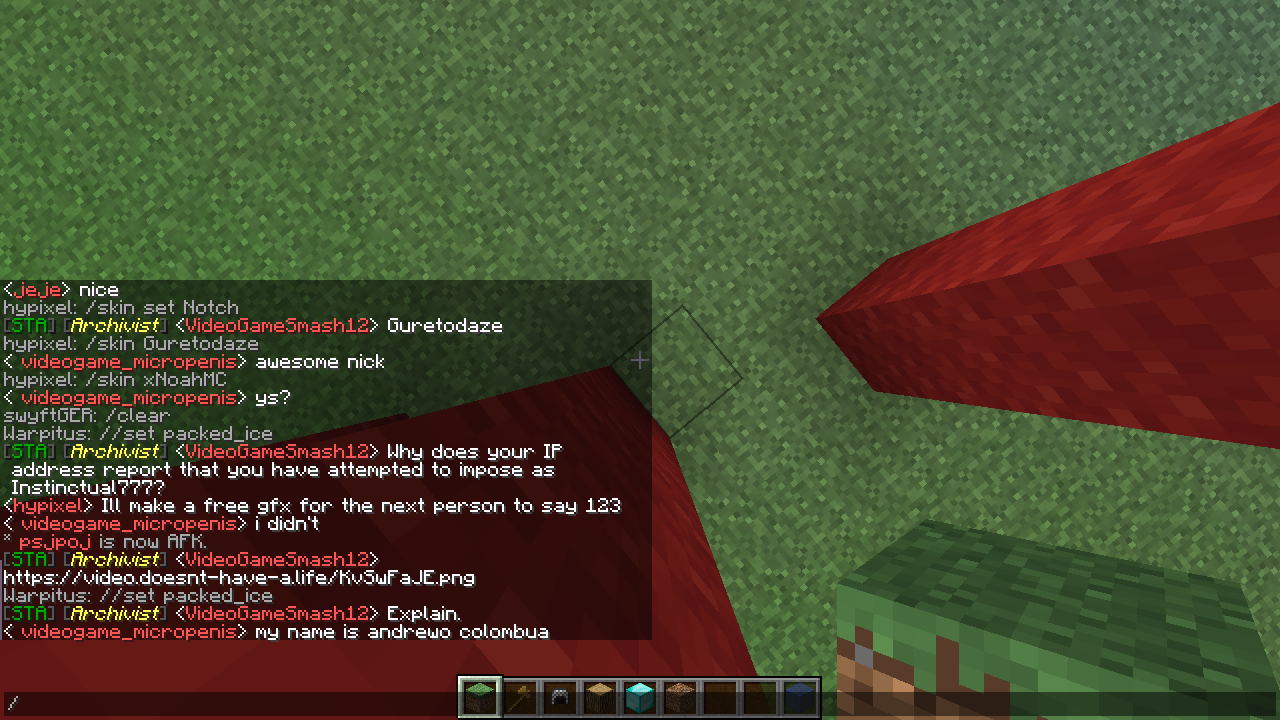 <jeje> nice
hypixel: /skin set Notch
[STA] [Archivist] <VideoGameSmash12> Guretodaze
hypixel: /skin Guretodaze
< videogame_micropenis> awesome nick
hypixel: /skin xNoahMC
< videogame_micropenis> ys?
swyftGER: /clear
Warpitus: //set packed_ice
[STA] [Archivist] <VideoGameSmash12> Why does your IP
address report that you have attempted to impose as
Instinctual777?
<hypixel> Ill make a free gfx for the next person to say 123
< videogame_micropenis> i didn't
* psjpoj is now AFK.
[STA] [Archivist] <VideoGameSmash12>
https://video.doesnt-have-a.life/KvSwFaJE.png
Warpitus: //set packed_ice
[STA] [Archivist] <VideoGameSmash12> Explain.
< videogame_micropenis> my name is andrewo colombua
/